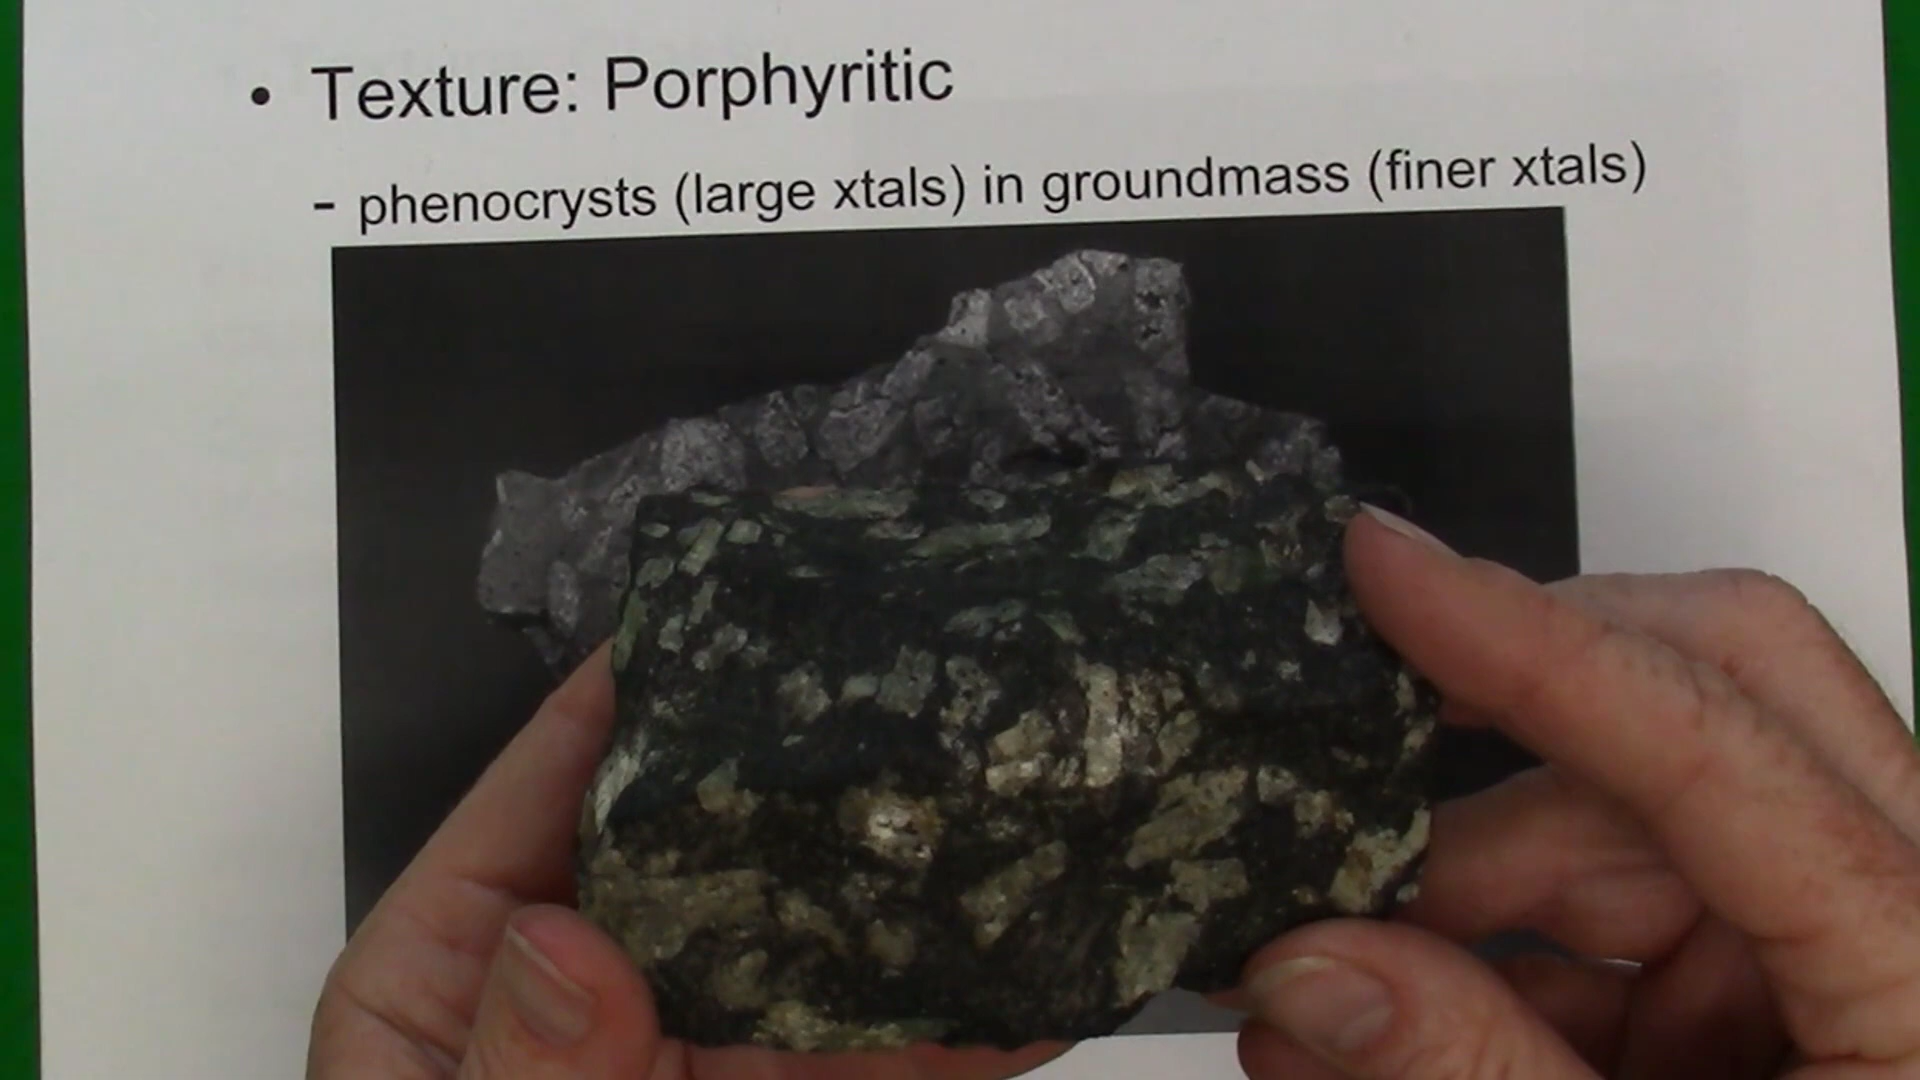 • Texture: Porphyritic
- phenocrysts (large xtals) in groundmass (finer xtals)